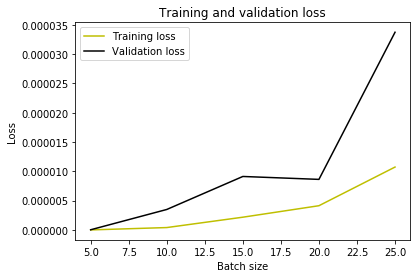 Training and validation loss
0.000035
0.000030
0.000025
0.000020
0.000015
0.000010
0.000005
0.000000
Loss
Training loss
Validation loss
5.0 7.5 10.0 12.5 15.0 17.5 20.0 22.5 25.0
Batch size